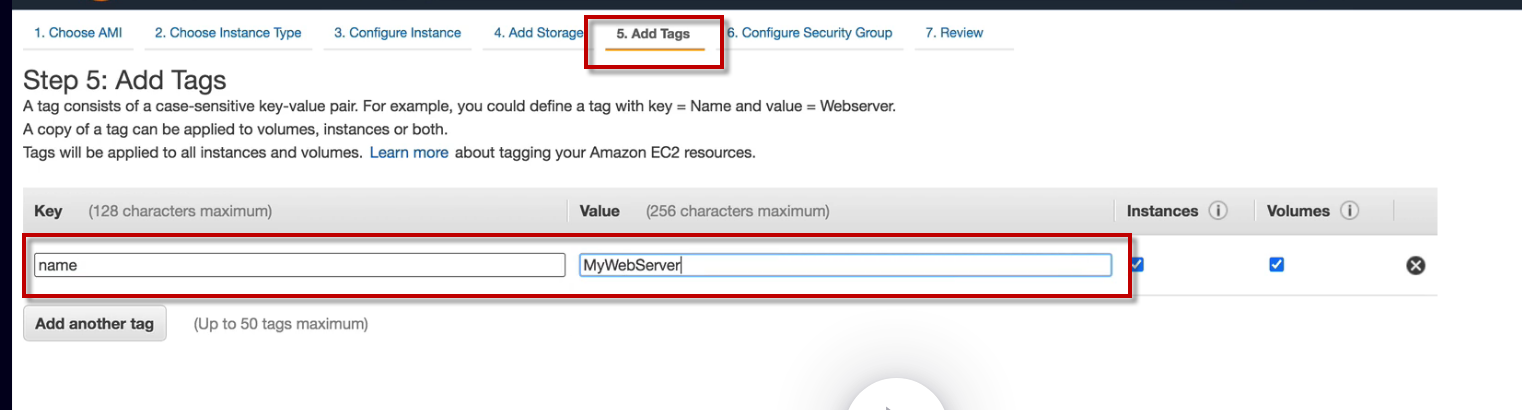 1. Choose AMI 2. Choose Instance Type 3. Configure Instance 4. Add Storage 5. Add Tags 6. Configure Security Group 7. Review
Step 5: Add Tags
A tag consists of a case-sensitive key-value pair. For example, you could define a tag with key = Name and value = Webserver.
A copy of a tag can be applied to volumes, instances or both.
Tags will be applied to all instances and volumes. Learn more about tagging your Amazon EC2 resources.
Key (128 characters maximum) Value (256 characters maximum) Instances Volumes
name MyWebServer
Add another tag (Up to 50 tags maximum)